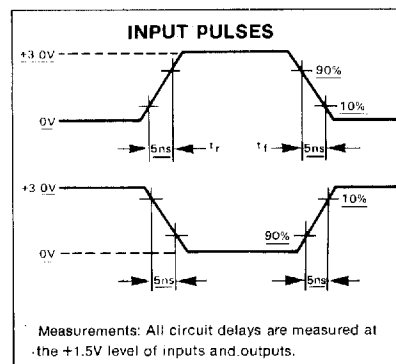 INPUT PULSES
+3.0V
90%
10%
0V
5ns
tr
tf
5ns
+3.0V
10%
90%
0V
5ns
5ns
Measurements: All circuit delays are measured at
the +1.5V level of inputs and outputs.